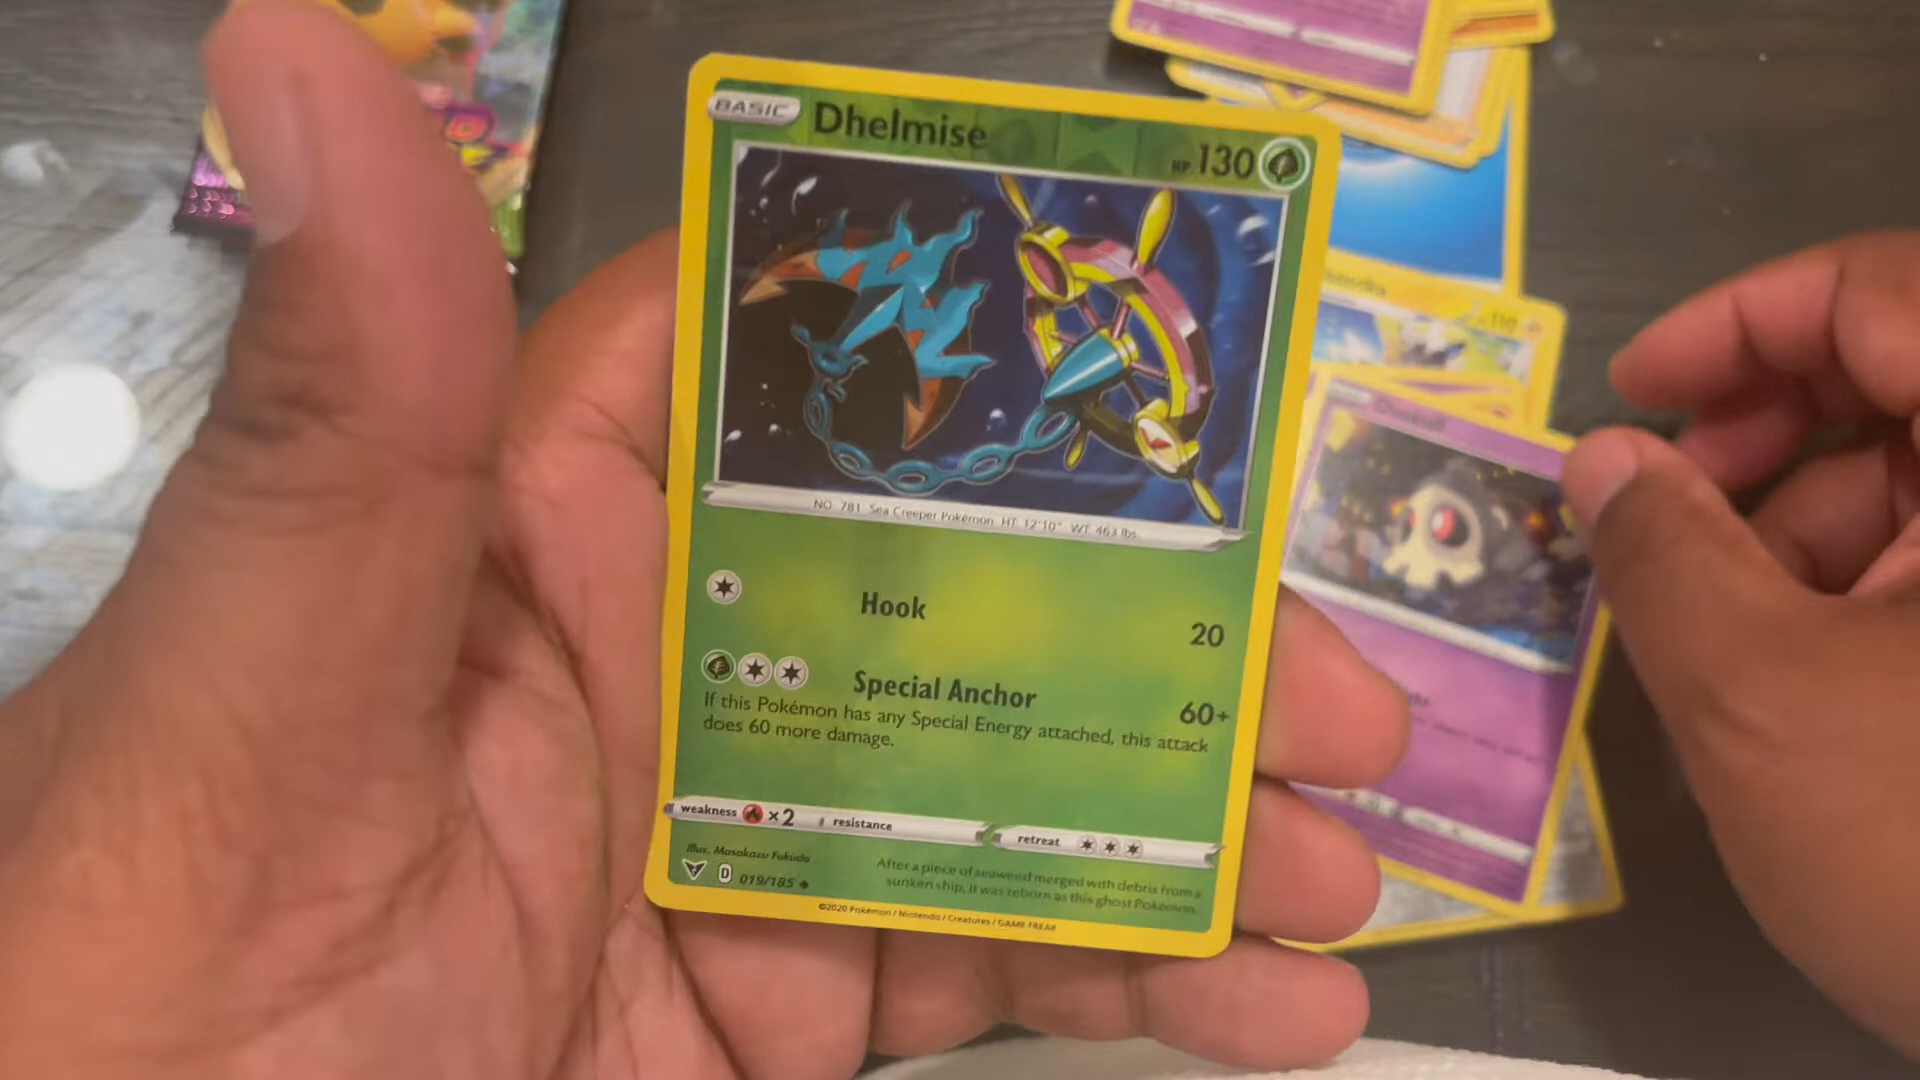 BASIC
Dhelmise
HP 130
NO. 781 Sea Creeper Pokémon HT: 12'10" WT: 463 lbs
Hook
20
Special Anchor
60+
If this Pokémon has any Special Energy attached, this attack
does 60 more damage.
weakness ×2 resistance
retreat
Illus. Masakazu Fukuda
D 019/185
After a piece of seaweed merged with debris from a
sunken ship, it was reborn as this ghost Pokémon.
©2020 Pokémon / Nintendo / Creatures / GAME FREAK
110
Duskull